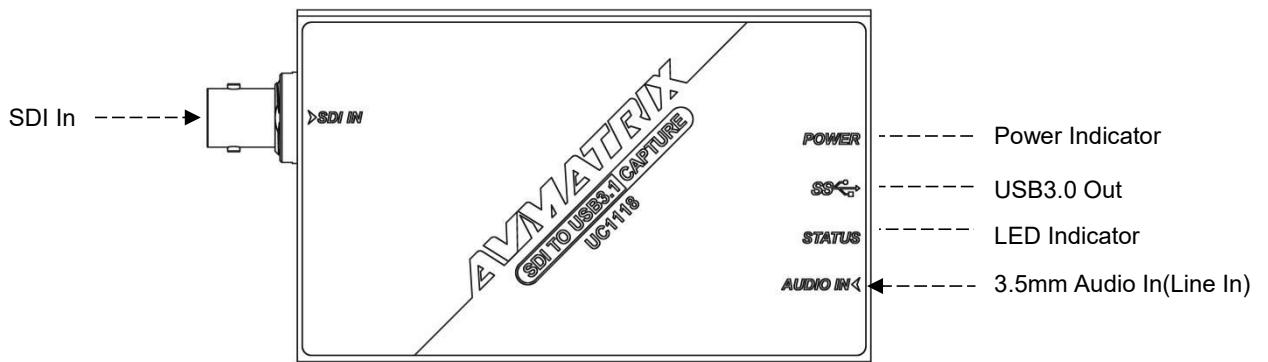 SDI In
SDI IN
AVMATRIX
SDI TO USB3.1 CAPTURE
UC1118
POWER
Power Indicator
SS
USB3.0 Out
STATUS
LED Indicator
AUDIO IN
3.5mm Audio In(Line In)